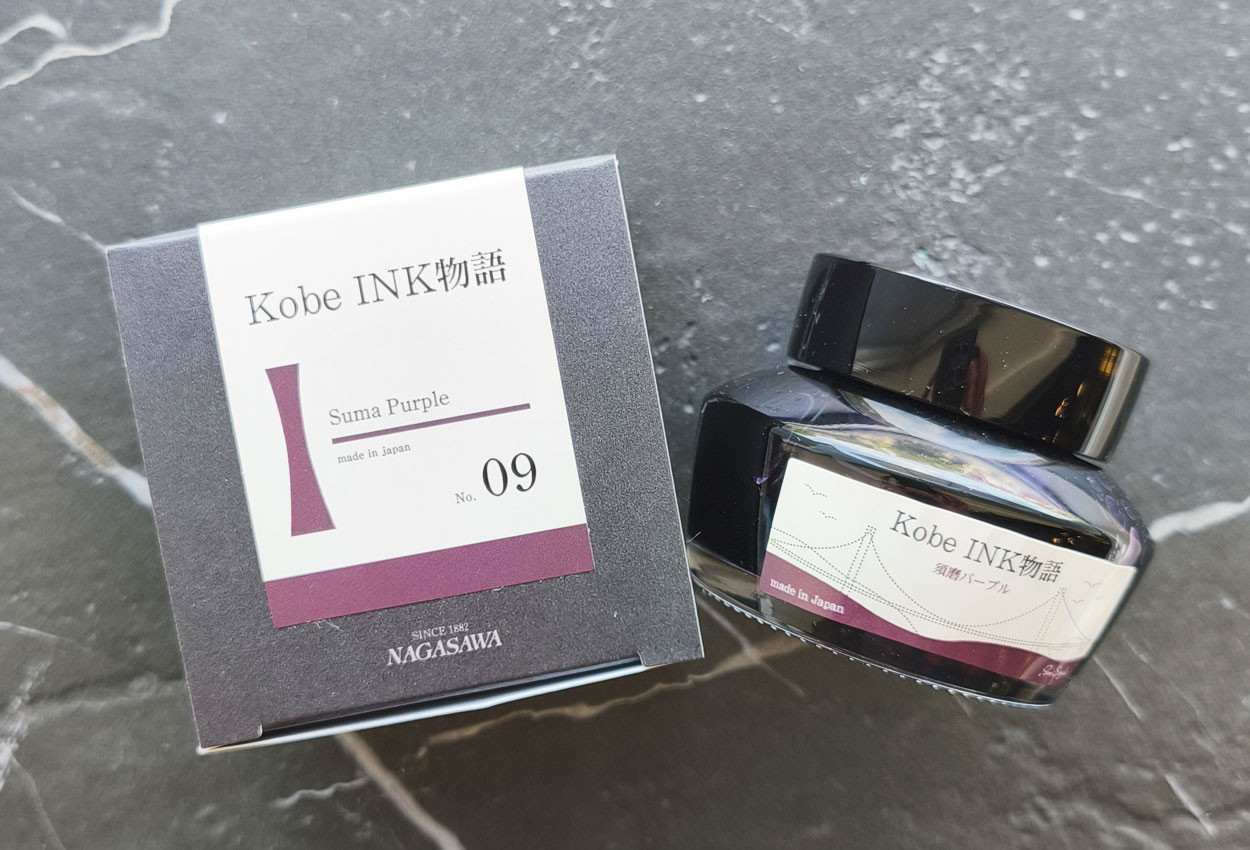 Kobe INK物語
Suma Purple
made in japan
No. 09
SINCE 1882
NAGASAWA
Kobe INK物語
須磨パープル
made in Japan